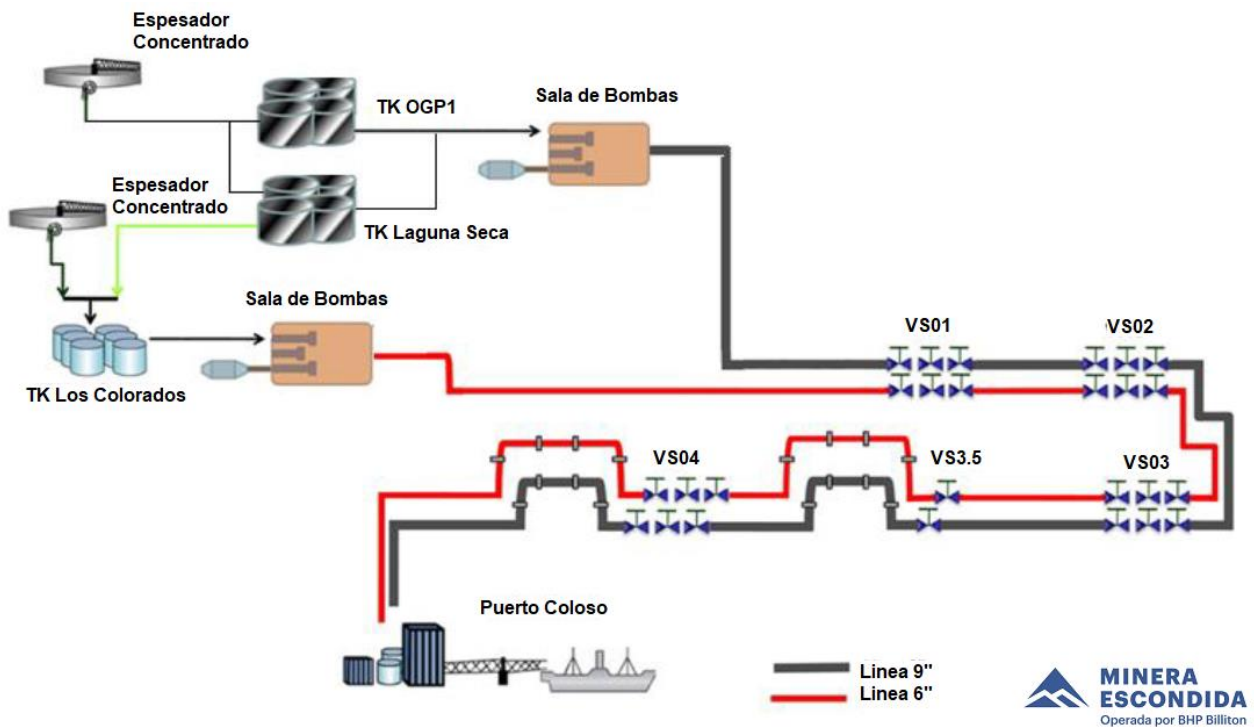 Espesador
Concentrado
TK OGP1
Sala de Bombas
Espesador
Concentrado
TK Laguna Seca
Sala de Bombas
TK Los Colorados
VS01
VS02
VS04
VS3.5
VS03
Puerto Coloso
Linea 9"
Linea 6"
MINERA
ESCONDIDA
Operada por BHP Billiton